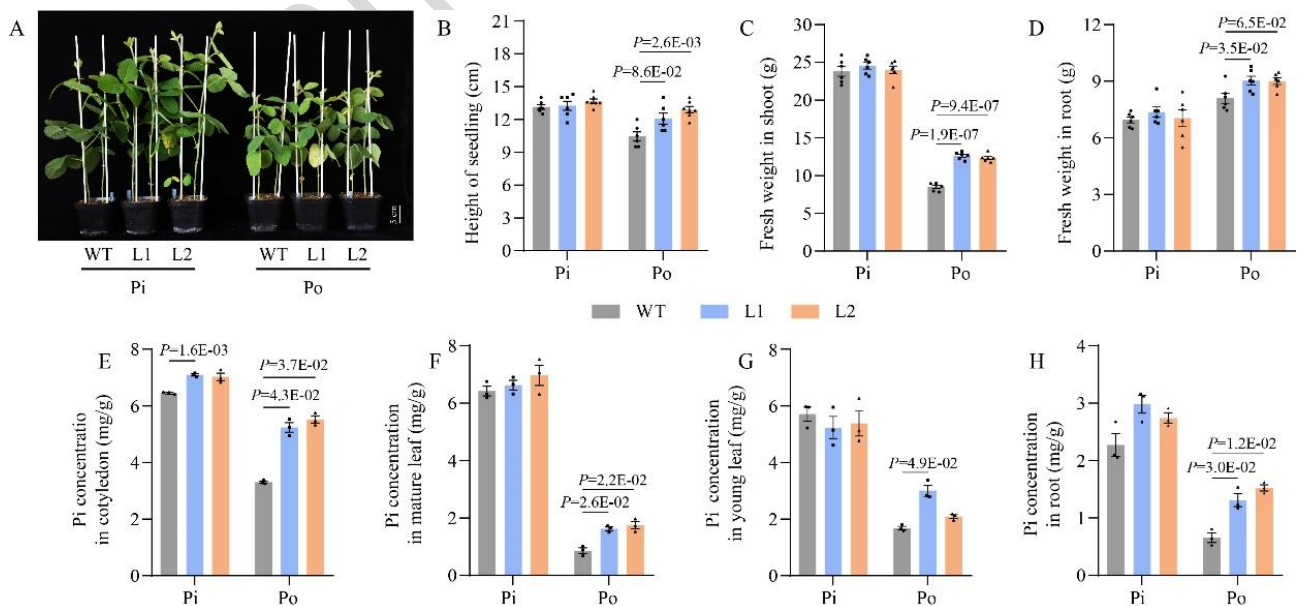 A
5 cm
WT L1 L2 WT L1 L2
Pi Po
B
Height of seedling (cm)
15
12
9
6
3
0
P=2.6E-03
P=8.6E-02
Pi Po
C
Fresh weight in shoot (g)
30
25
20
15
10
5
0
P=9.4E-07
P=1.9E-07
Pi Po
D
Fresh weight in root (g)
12
9
6
3
0
P=6.5E-02
P=3.5E-02
Pi Po
WT L1 L2
E
Pi concentratio
in cotyledon (mg/g)
8
6
4
2
0
P=1.6E-03
P=3.7E-02
P=4.3E-02
Pi Po
F
Pi concentration
in mature leaf (mg/g)
8
6
4
2
0
P=2.2E-02
P=2.6E-02
Pi Po
G
Pi concentration
in young leaf (mg/g)
8
6
4
2
0
P=4.9E-02
Pi Po
H
Pi concentration
in root (mg/g)
4
3
2
1
0
P=1.2E-02
P=3.0E-02
Pi Po